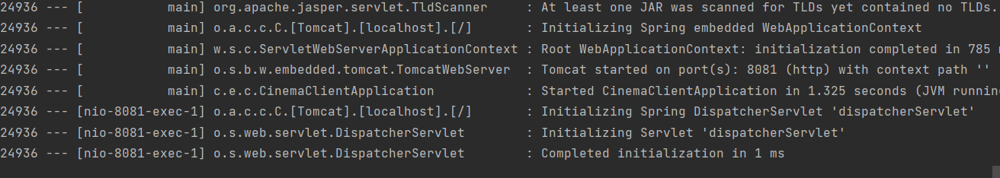 24936 --- [           main] org.apache.jasper.servlet.TldScanner     : At least one JAR was scanned for TLDs yet contained no TLDs.
24936 --- [           main] o.a.c.c.C.[Tomcat].[localhost].[/]       : Initializing Spring embedded WebApplicationContext
24936 --- [           main] w.s.c.ServletWebServerApplicationContext : Root WebApplicationContext: initialization completed in 785
24936 --- [           main] o.s.b.w.embedded.tomcat.TomcatWebServer  : Tomcat started on port(s): 8081 (http) with context path ''
24936 --- [           main] c.e.c.CinemaClientApplication            : Started CinemaClientApplication in 1.325 seconds (JVM running
24936 --- [nio-8081-exec-1] o.a.c.c.C.[Tomcat].[localhost].[/]       : Initializing Spring DispatcherServlet 'dispatcherServlet'
24936 --- [nio-8081-exec-1] o.s.web.servlet.DispatcherServlet        : Initializing Servlet 'dispatcherServlet'
24936 --- [nio-8081-exec-1] o.s.web.servlet.DispatcherServlet        : Completed initialization in 1 ms